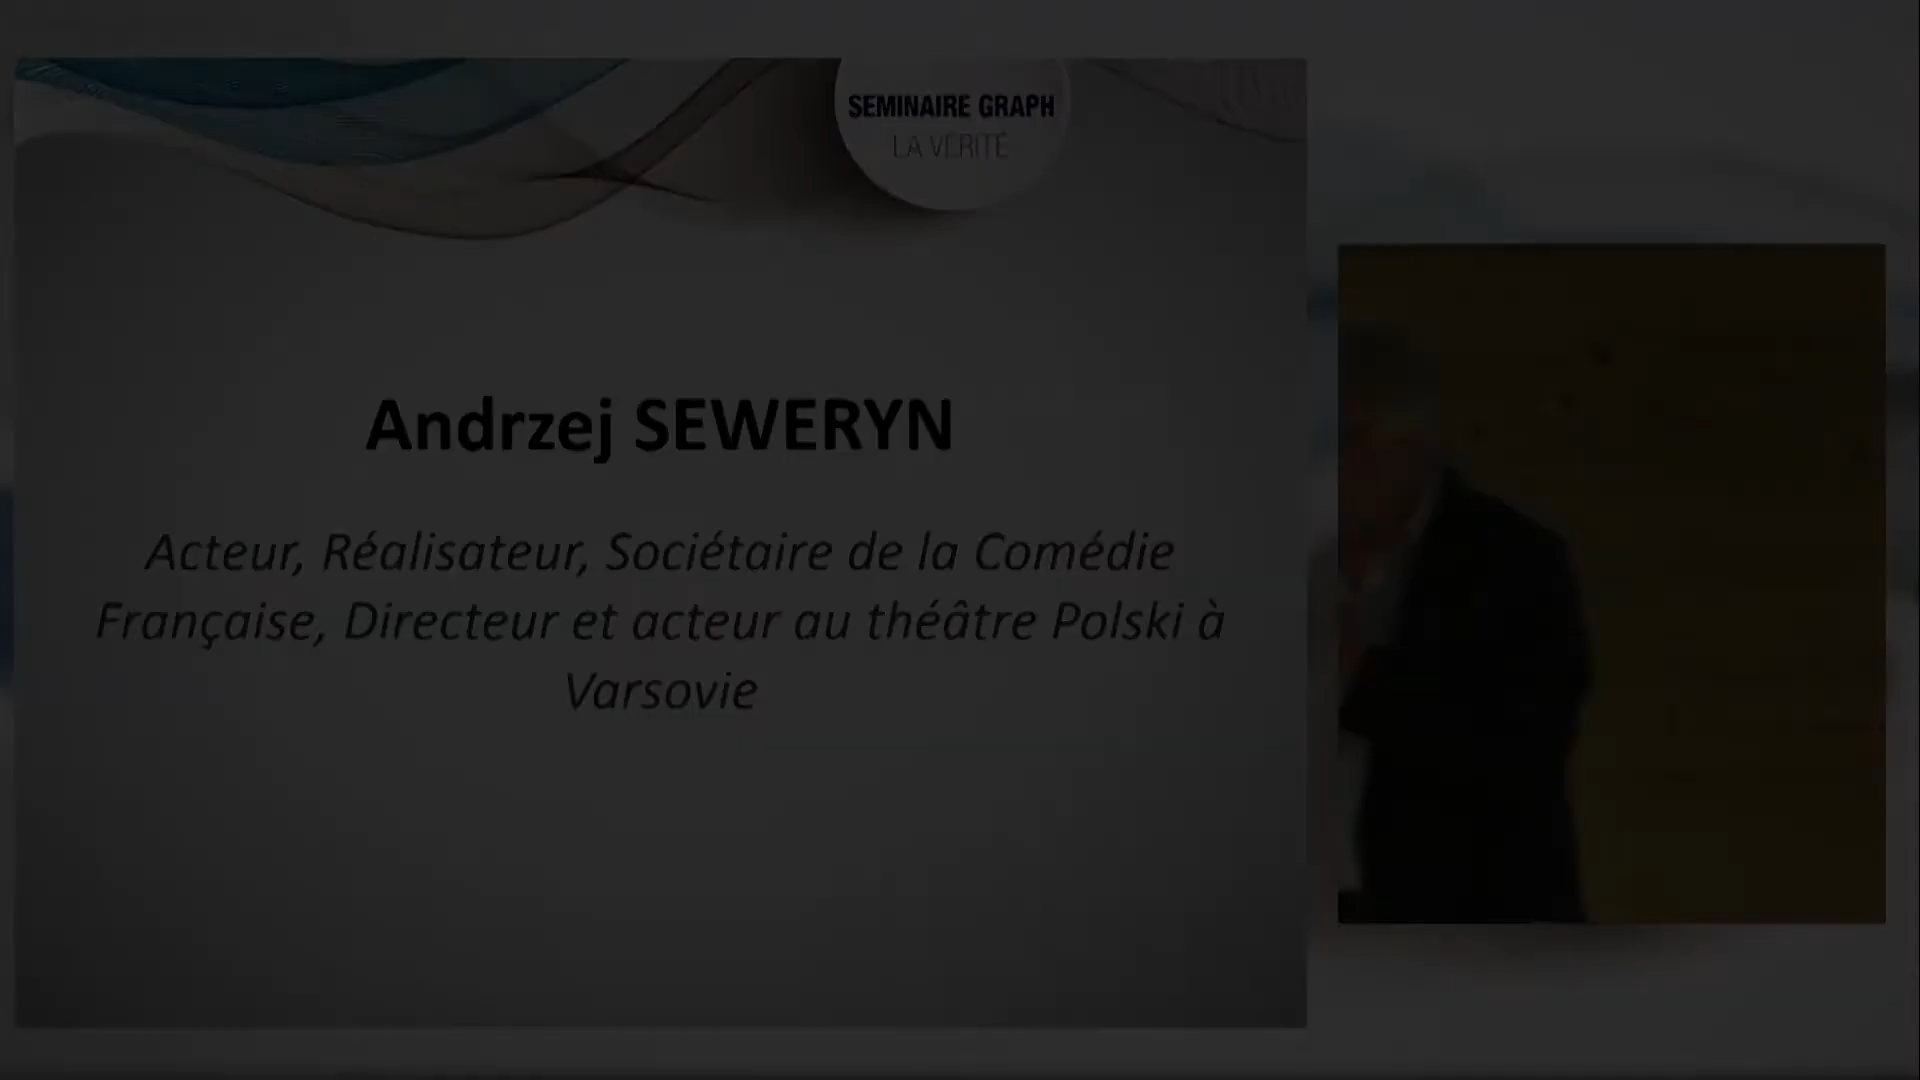 SEMINAIRE GRAPH
LA VÉRITÉ
Andrzej SEWERYN
Acteur, Réalisateur, Sociétaire de la Comédie
Française, Directeur et acteur au théâtre Polski à
Varsovie